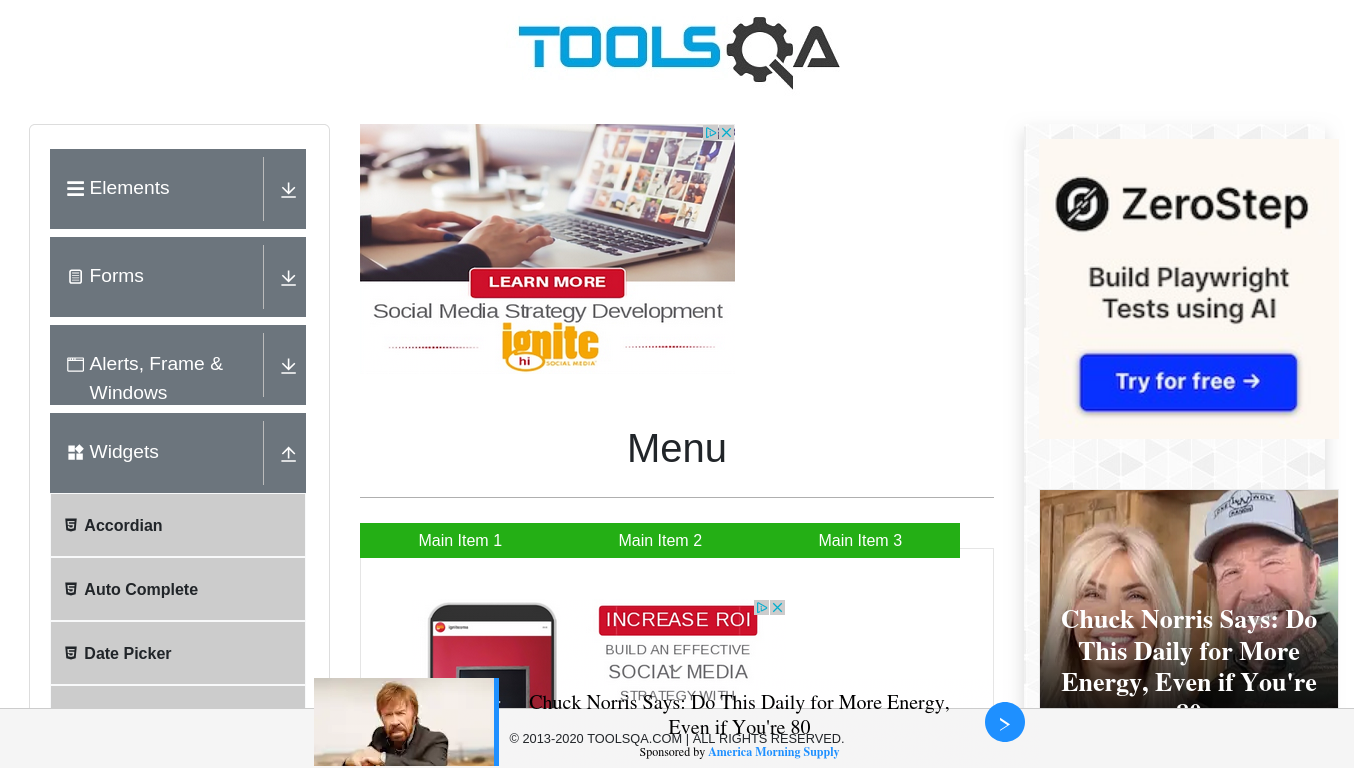 TOOLSQA
Elements
Forms
Alerts, Frame &
Windows
Widgets
Accordian
Auto Complete
Date Picker
LEARN MORE
Social Media Strategy Development
ignite
hi
SOCIAL MEDIA
Menu
Main Item 1
Main Item 2
Main Item 3
INCREASE ROI
BUILD AN EFFECTIVE
SOCIAL MEDIA
STRATEGY WITH
ZeroStep
Build Playwright
Tests using AI
Try for free →
Chuck Norris Says: Do
This Daily for More
Energy, Even if You're
80
Chuck Norris Says: Do This Daily for More Energy,
Even if You're 80
© 2013-2020 TOOLSQA.COM | ALL RIGHTS RESERVED.
Sponsored by America Morning Supply